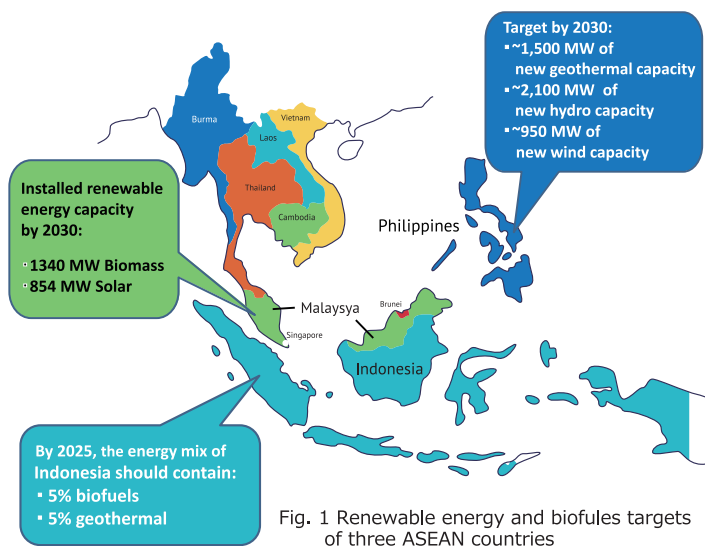 Target by 2030:
▪ ~1,500 MW of
new geothermal capacity
▪ ~2,100 MW of
new hydro capacity
▪ ~950 MW of
new wind capacity
Burma
Vietnam
Laos
Thailand
Cambodia
Installed renewable
energy capacity
by 2030:
▪ 1340 MW Biomass
▪ 854 MW Solar
Philippines
Malaysya
Brunei
Singapore
Indonesia
By 2025, the energy mix of
Indonesia should contain:
▪ 5% biofuels
▪ 5% geothermal
Fig. 1 Renewable energy and biofules targets
of three ASEAN countries